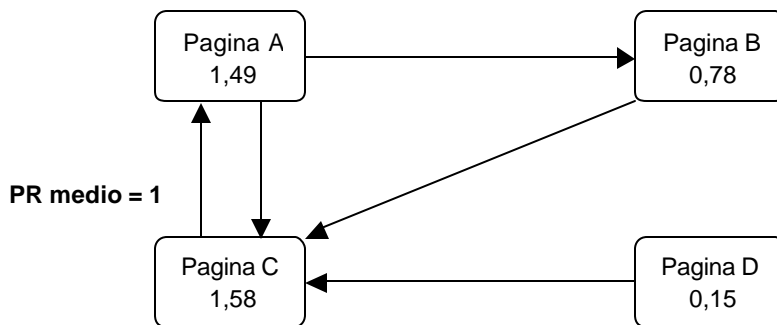 Pagina A
1,49
Pagina B
0,78
PR medio = 1
Pagina C
1,58
Pagina D
0,15